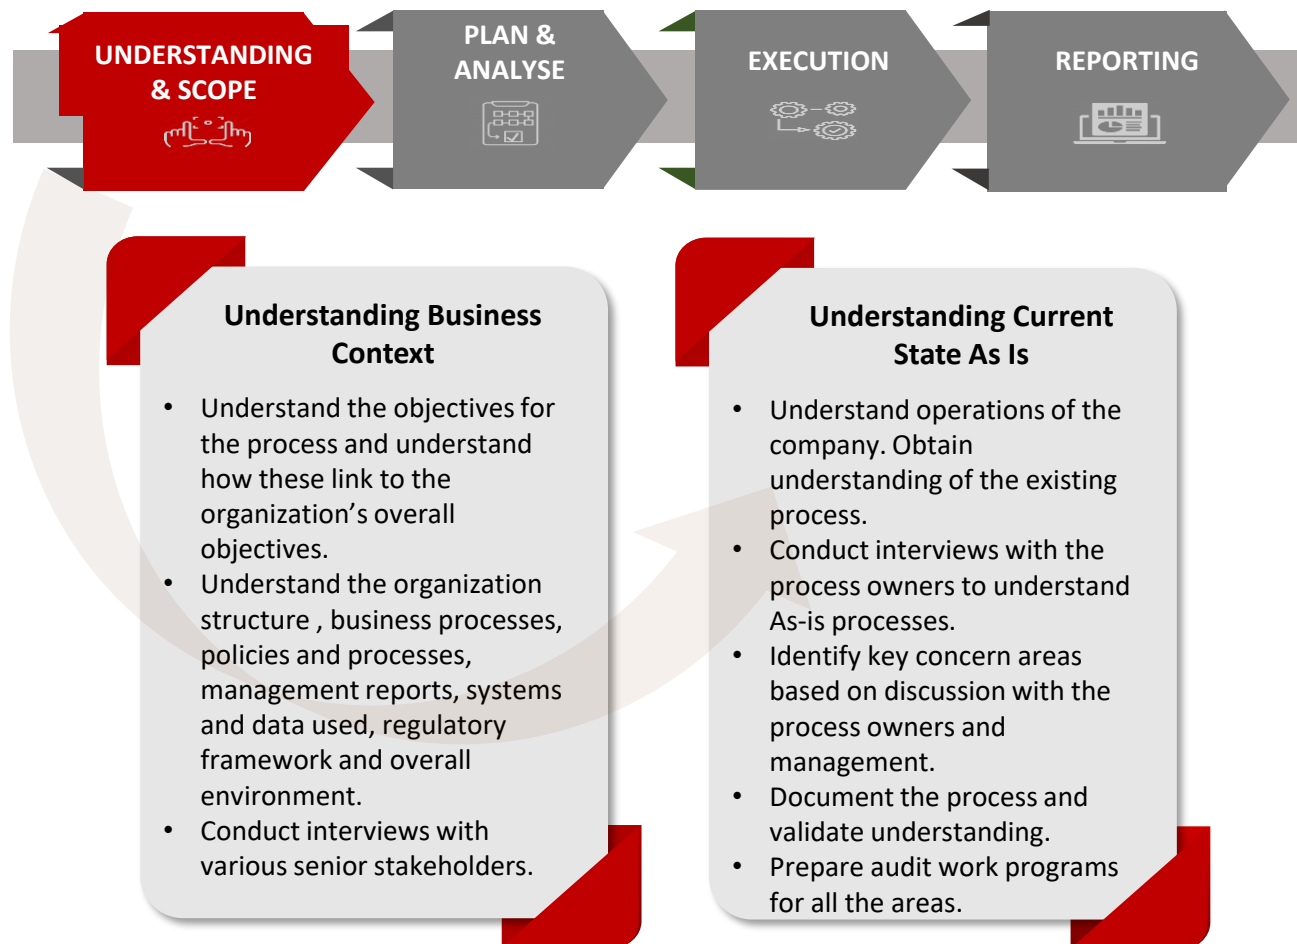 UNDERSTANDING
& SCOPE
PLAN &
ANALYSE
EXECUTION
REPORTING
Understanding Business
Context
• Understand the objectives for
the process and understand
how these link to the
organization’s overall
objectives.
• Understand the organization
structure , business processes,
policies and processes,
management reports, systems
and data used, regulatory
framework and overall
environment.
• Conduct interviews with
various senior stakeholders.
Understanding Current
State As Is
• Understand operations of the
company. Obtain
understanding of the existing
process.
• Conduct interviews with the
process owners to understand
As-is processes.
• Identify key concern areas
based on discussion with the
process owners and
management.
• Document the process and
validate understanding.
• Prepare audit work programs
for all the areas.